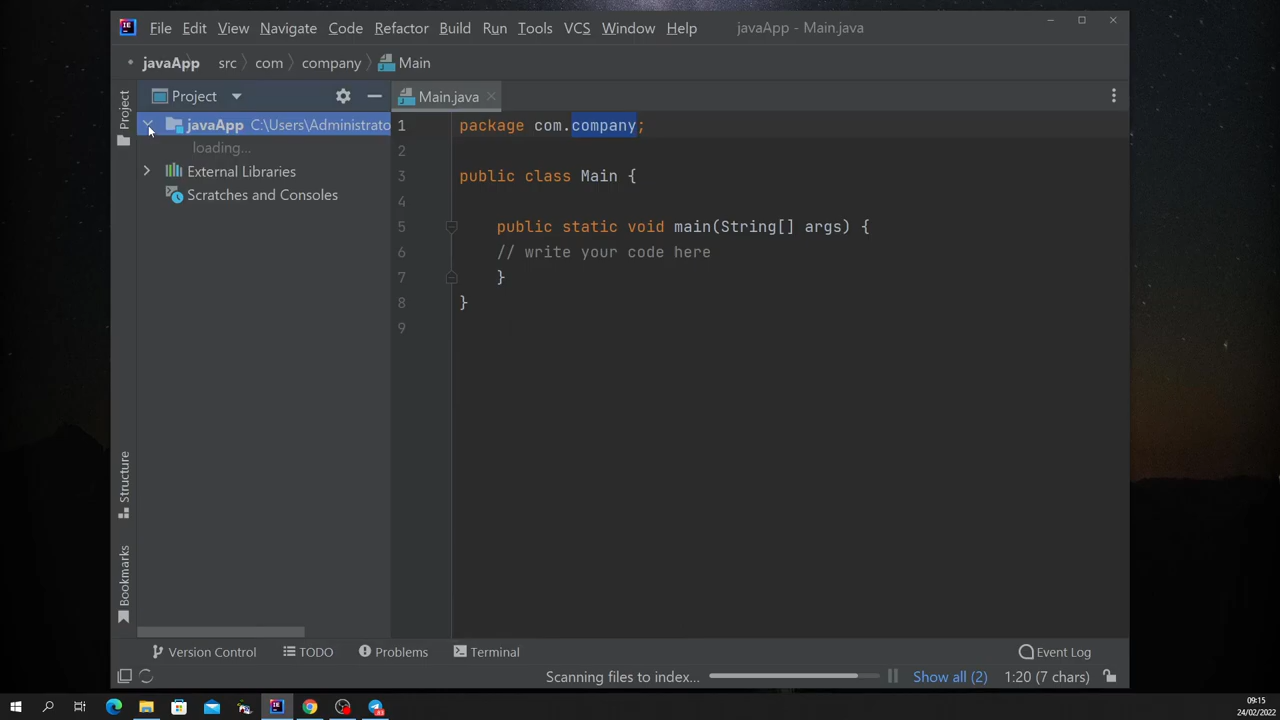 File Edit View Navigate Code Refactor Build Run Tools VCS Window Help javaApp - Main.java
javaApp src com company Main
Project Main.java
Project
javaApp C:\Users\Administrato
loading...
External Libraries
Scratches and Consoles
1 package com.company;
2
3 public class Main {
4
5 public static void main(String[] args) {
6 // write your code here
7 }
8 }
9
Structure
Bookmarks
Version Control TODO Problems Terminal Event Log
Scanning files to index... Show all (2) 1:20 (7 chars)
09:15
24/02/2022